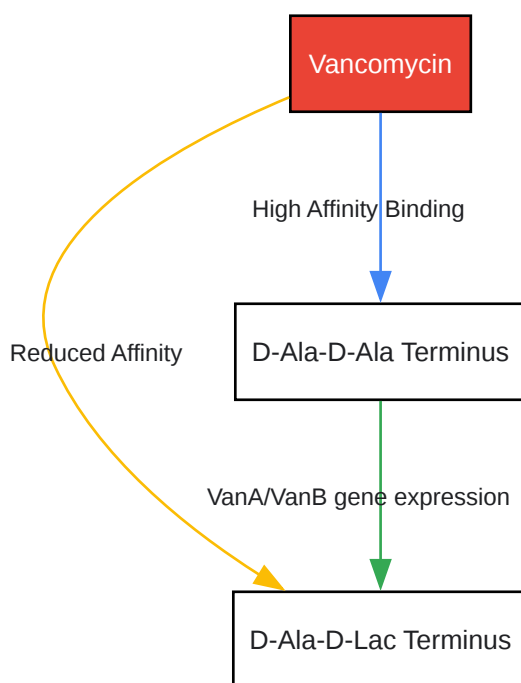 Vancomycin
High Affinity Binding
D-Ala-D-Ala Terminus
Reduced Affinity
VanA/VanB gene expression
D-Ala-D-Lac Terminus